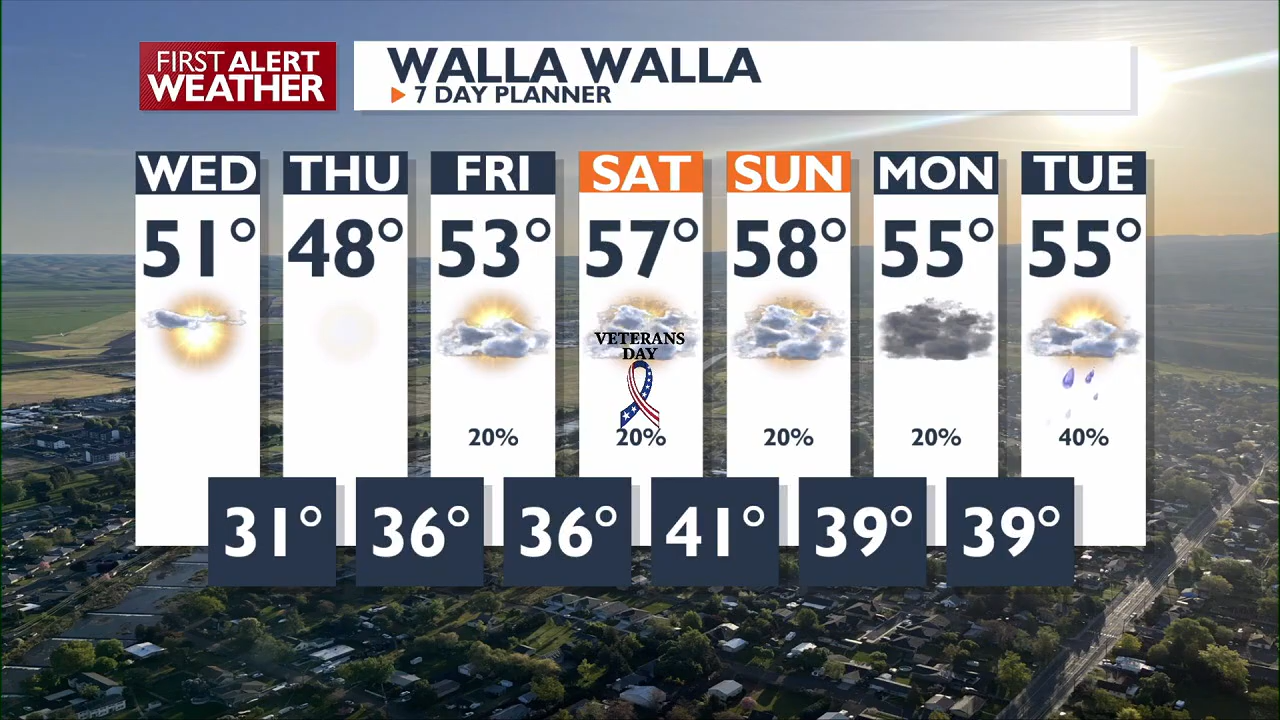 FIRST ALERT
WEATHER
WALLA WALLA
7 DAY PLANNER
WED THU FRI SAT SUN MON TUE
51° 48° 53° 57° 58° 55° 55°
VETERANS
DAY
20% 20% 20% 20% 40%
31° 36° 36° 41° 39° 39°